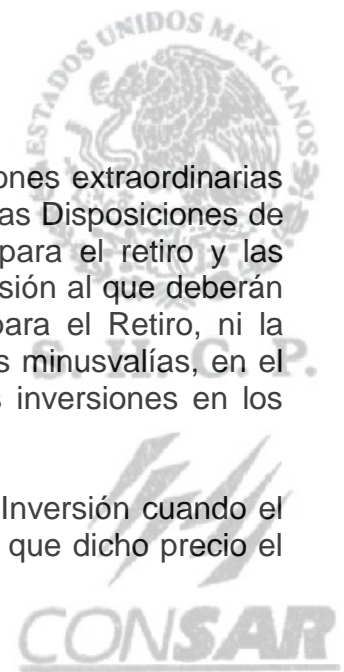 ESTADOS UNIDOS MEXICANOS
ones extraordinarias
as Disposiciones de
para el retiro y las
sión al que deberán
para el Retiro, ni la
s minusvalías, en el
S. H. C. P.
s inversiones en los
Inversión cuando el
que dicho precio el
CONSAR